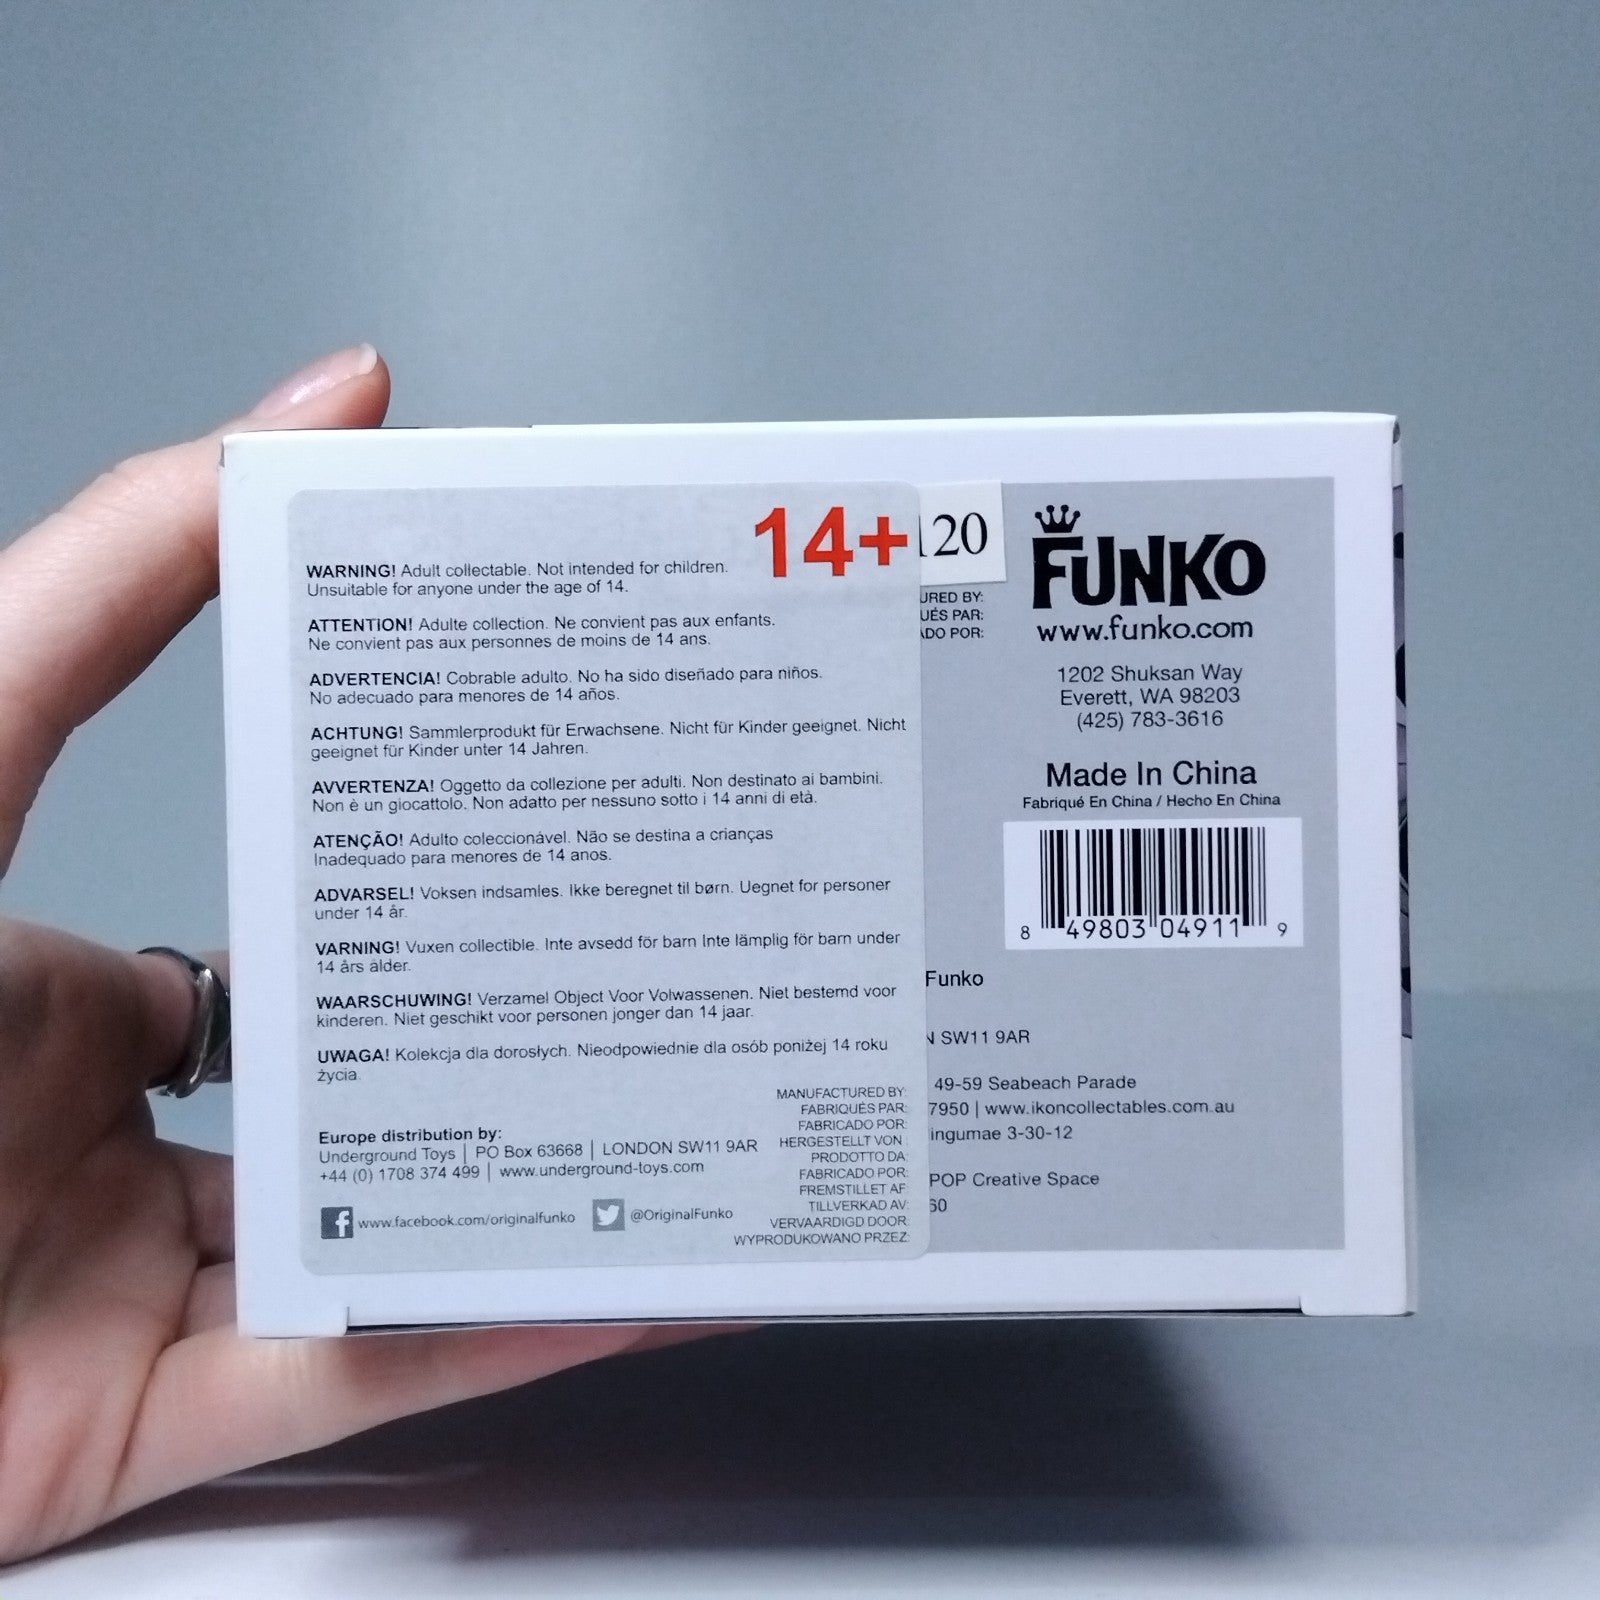 14+
WARNING! Adult collectable. Not intended for children.
Unsuitable for anyone under the age of 14.
ATTENTION! Adulte collection. Ne convient pas aux enfants.
Ne convient pas aux personnes de moins de 14 ans.
ADVERTENCIA! Cobrable adulto. No ha sido diseñado para niños.
No adecuado para menores de 14 años.
ACHTUNG! Sammlerprodukt für Erwachsene. Nicht für Kinder geeignet. Nicht
geeignet für Kinder unter 14 Jahren.
AVVERTENZA! Oggetto da collezione per adulti. Non destinato ai bambini.
Non è un giocattolo. Non adatto per nessuno sotto i 14 anni di età.
ATENÇÃO! Adulto coleccionável. Não se destina a crianças
Inadequado para menores de 14 anos.
ADVARSEL! Voksen indsamles. Ikke beregnet til børn. Uegnet for personer
under 14 år.
VARNING! Vuxen collectible. Inte avsedd för barn Inte lämplig för barn under
14 års ålder.
WAARSCHUWING! Verzamel Object Voor Volwassenen. Niet bestemd voor
kinderen. Niet geschikt voor personen jonger dan 14 jaar.
UWAGA! Kolekcja dla dorosłych. Nieodpowiednie dla osób poniżej 14 roku
życia.
MANUFACTURED BY:
FABRIQUÉS PAR:
FABRICADO POR:
HERGESTELLT VON :
PRODOTTO DA:
FABRICADO POR:
FREMSTILLET AF:
TILLVERKAD AV:
VERVAARDIGD DOOR:
WYPRODUKOWANO PRZEZ:
Europe distribution by:
Underground Toys | PO Box 63668 | LONDON SW11 9AR
+44 (0) 1708 374 499 | www.underground-toys.com
www.facebook.com/originalfunko @OriginalFunko
120
URED BY:
UÉS PAR:
ADO POR:
FUNKO
www.funko.com
1202 Shuksan Way
Everett, WA 98203
(425) 783-3616
Made In China
Fabriqué En China / Hecho En China
8 49803 04911 9
Funko
N SW11 9AR
49-59 Seabeach Parade
7950 | www.ikoncollectables.com.au
ingumae 3-30-12
POP Creative Space
60